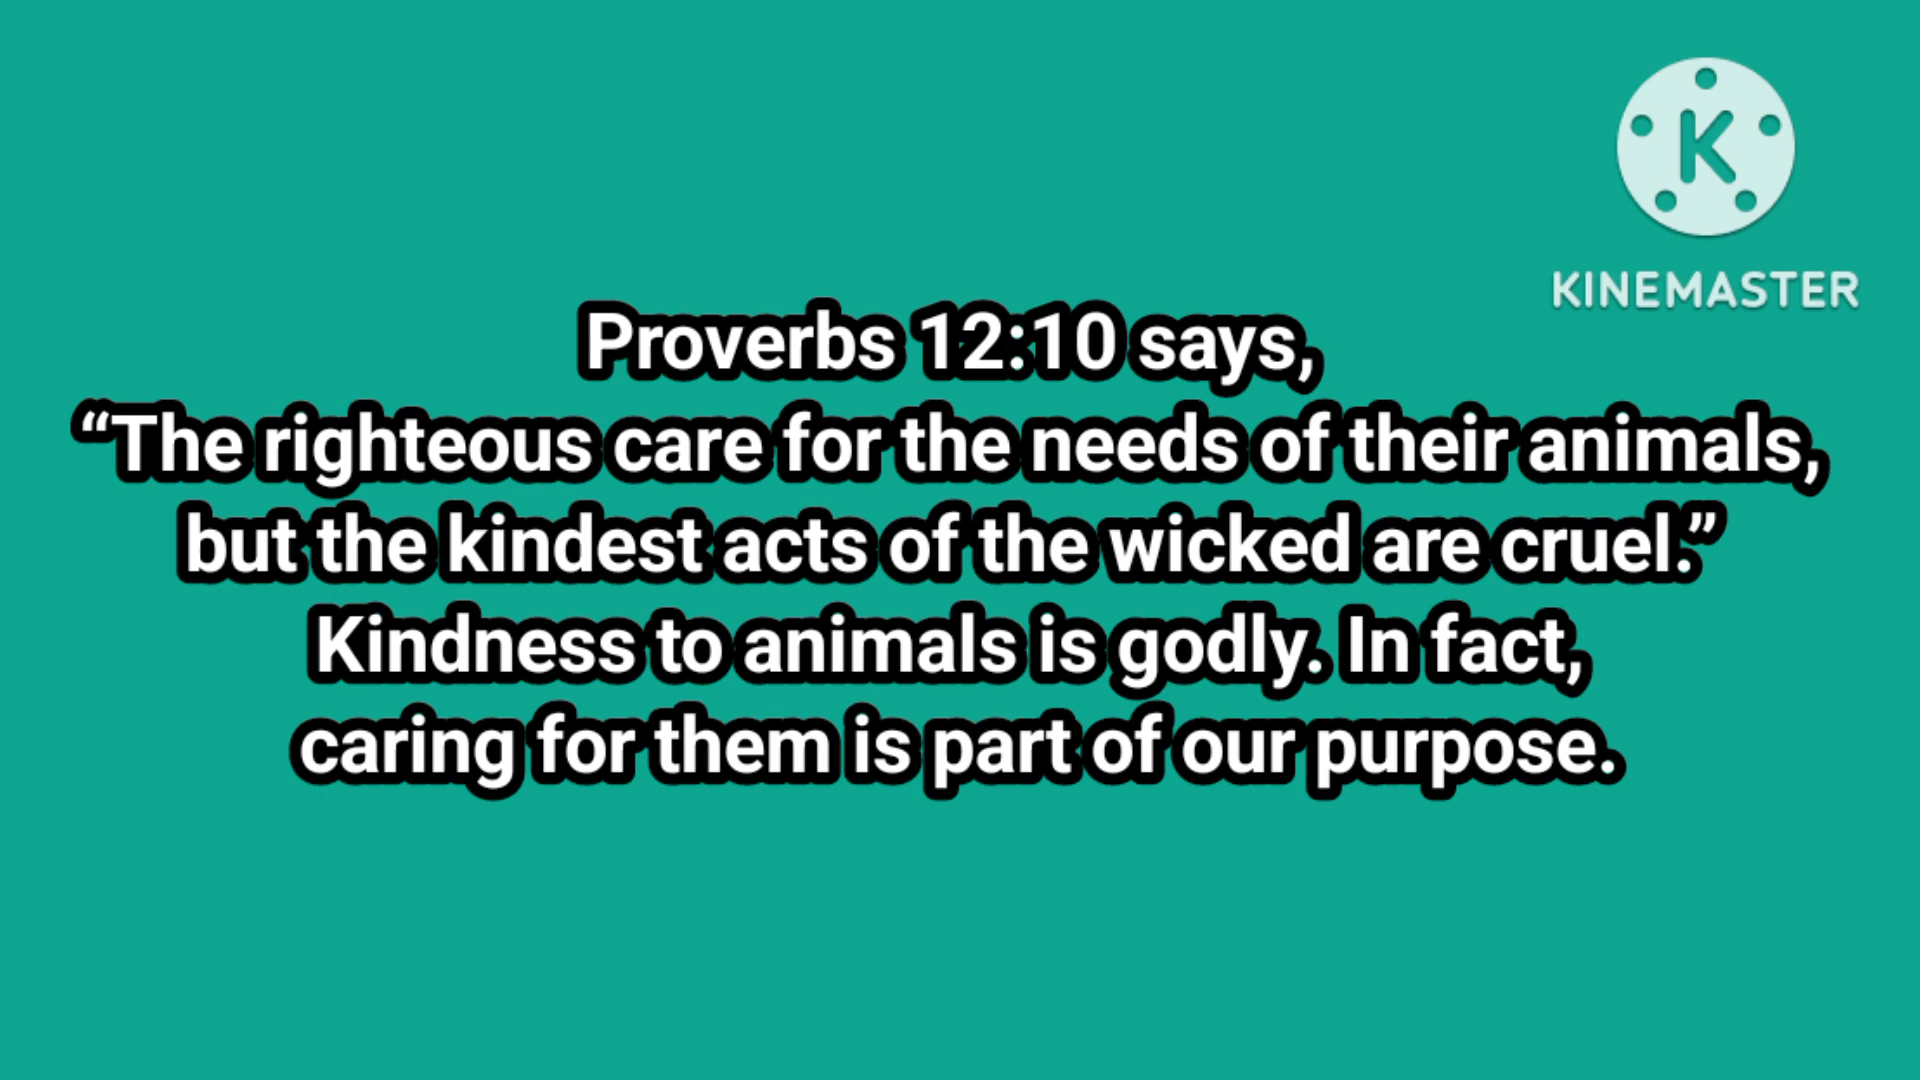 K
KINEMASTER
Proverbs 12:10 says,
“The righteous care for the needs of their animals,
but the kindest acts of the wicked are cruel.”
Kindness to animals is godly. In fact,
caring for them is part of our purpose.